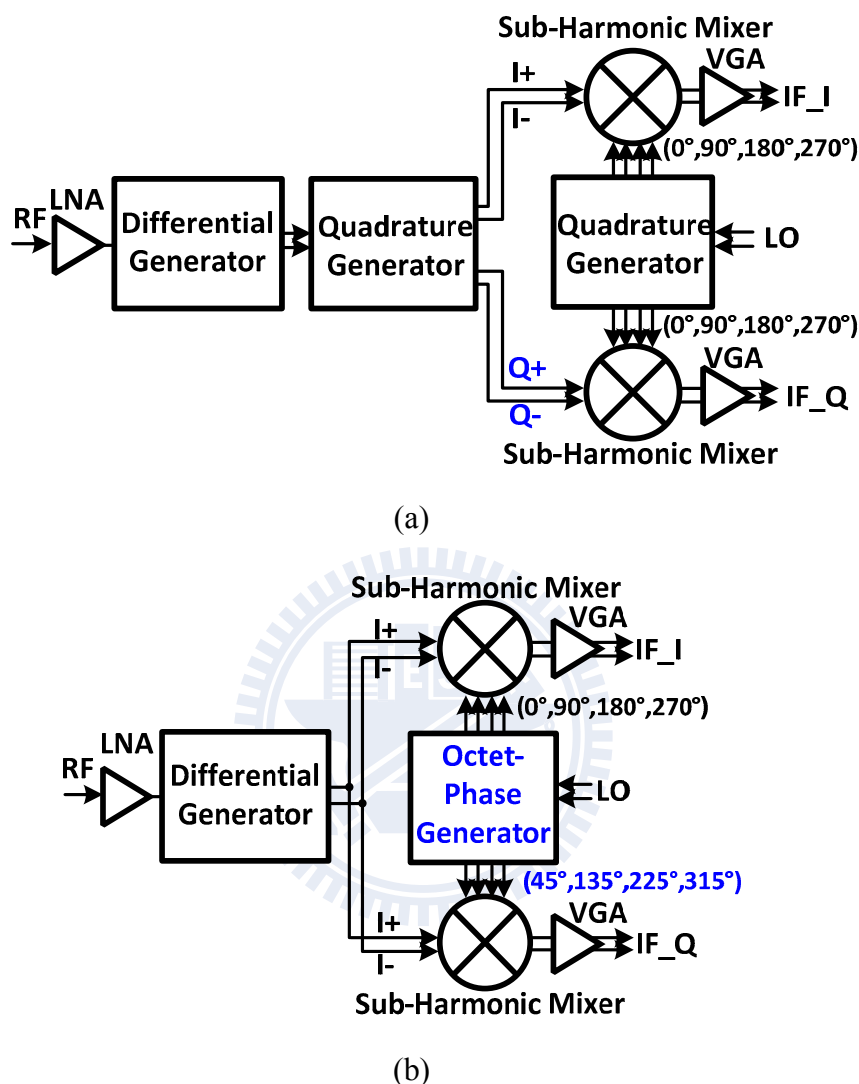 Sub-Harmonic Mixer
VGA
I+
I-
IF_I
(0°,90°,180°,270°)
LNA
RF
Differential
Generator
Quadrature
Generator
Quadrature
Generator
LO
(0°,90°,180°,270°)
VGA
Q+
Q-
IF_Q
Sub-Harmonic Mixer
(a)
Sub-Harmonic Mixer
VGA
I+
I-
IF_I
(0°,90°,180°,270°)
LNA
RF
Differential
Generator
Octet-
Phase
Generator
LO
(45°,135°,225°,315°)
VGA
I+
I-
IF_Q
Sub-Harmonic Mixer
(b)